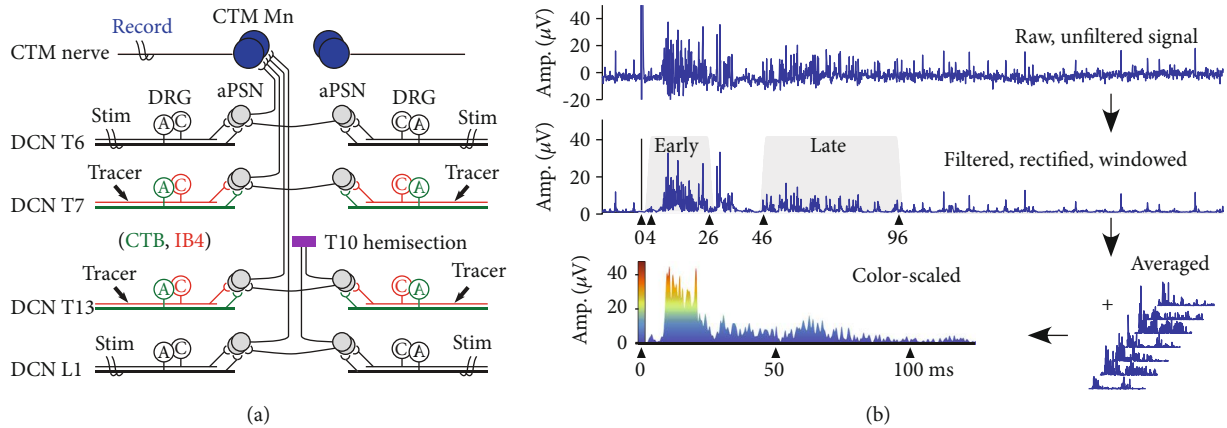 Record
CTM Mn
CTM nerve
aPSN
aPSN
DRG
DRG
Stim
A
C
C
A
Stim
DCN T6
Tracer
A
C
C
A
Tracer
DCN T7
(CTB, IB4)
T10 hemisection
Tracer
A
C
C
A
Tracer
DCN T13
Stim
A
C
C
A
Stim
DCN L1
(a)
Amp. (µV)
40
20
0
-20
Raw, unfiltered signal
Amp. (µV)
40
20
0
Early
Late
Filtered, rectified, windowed
0 4 26 46 96
Amp. (µV)
40
20
0
Color-scaled
Averaged
+
0 50 100 ms
(b)